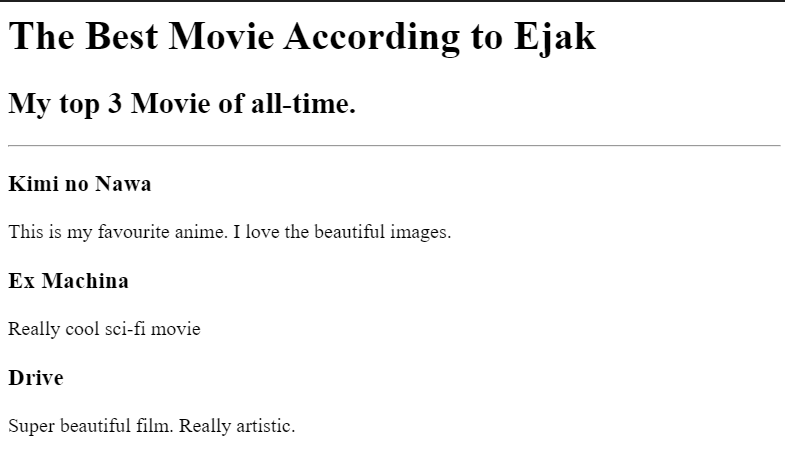 The Best Movie According to Ejak
My top 3 Movie of all-time.
Kimi no Nawa
This is my favourite anime. I love the beautiful images.
Ex Machina
Really cool sci-fi movie
Drive
Super beautiful film. Really artistic.